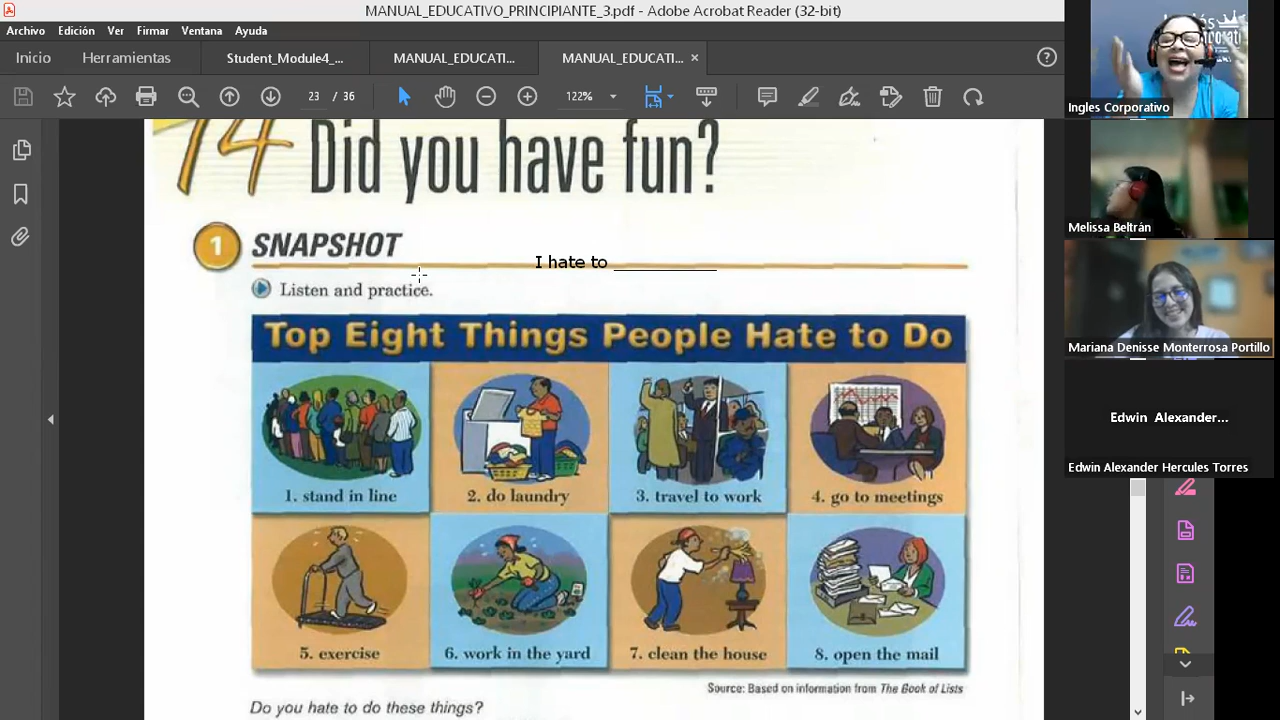 MANUAL_EDUCATIVO_PRINCIPIANTE_3.pdf - Adobe Acrobat Reader (32-bit)
Archivo Edición Ver Firmar Ventana Ayuda
Inicio Herramientas Student_Module4_... MANUAL_EDUCATI... MANUAL_EDUCATI... ×
23 / 36 122%
14 Did you have fun?
1 SNAPSHOT
I hate to ___________
Listen and practice.
Top Eight Things People Hate to Do
1. stand in line
2. do laundry
3. travel to work
4. go to meetings
5. exercise
6. work in the yard
7. clean the house
8. open the mail
Source: Based on information from The Book of Lists
Do you hate to do these things?
Ingles Corporativo
Melissa Beltrán
Mariana Denisse Monterrosa Portillo
Edwin Alexander...
Edwin Alexander Hercules Torres